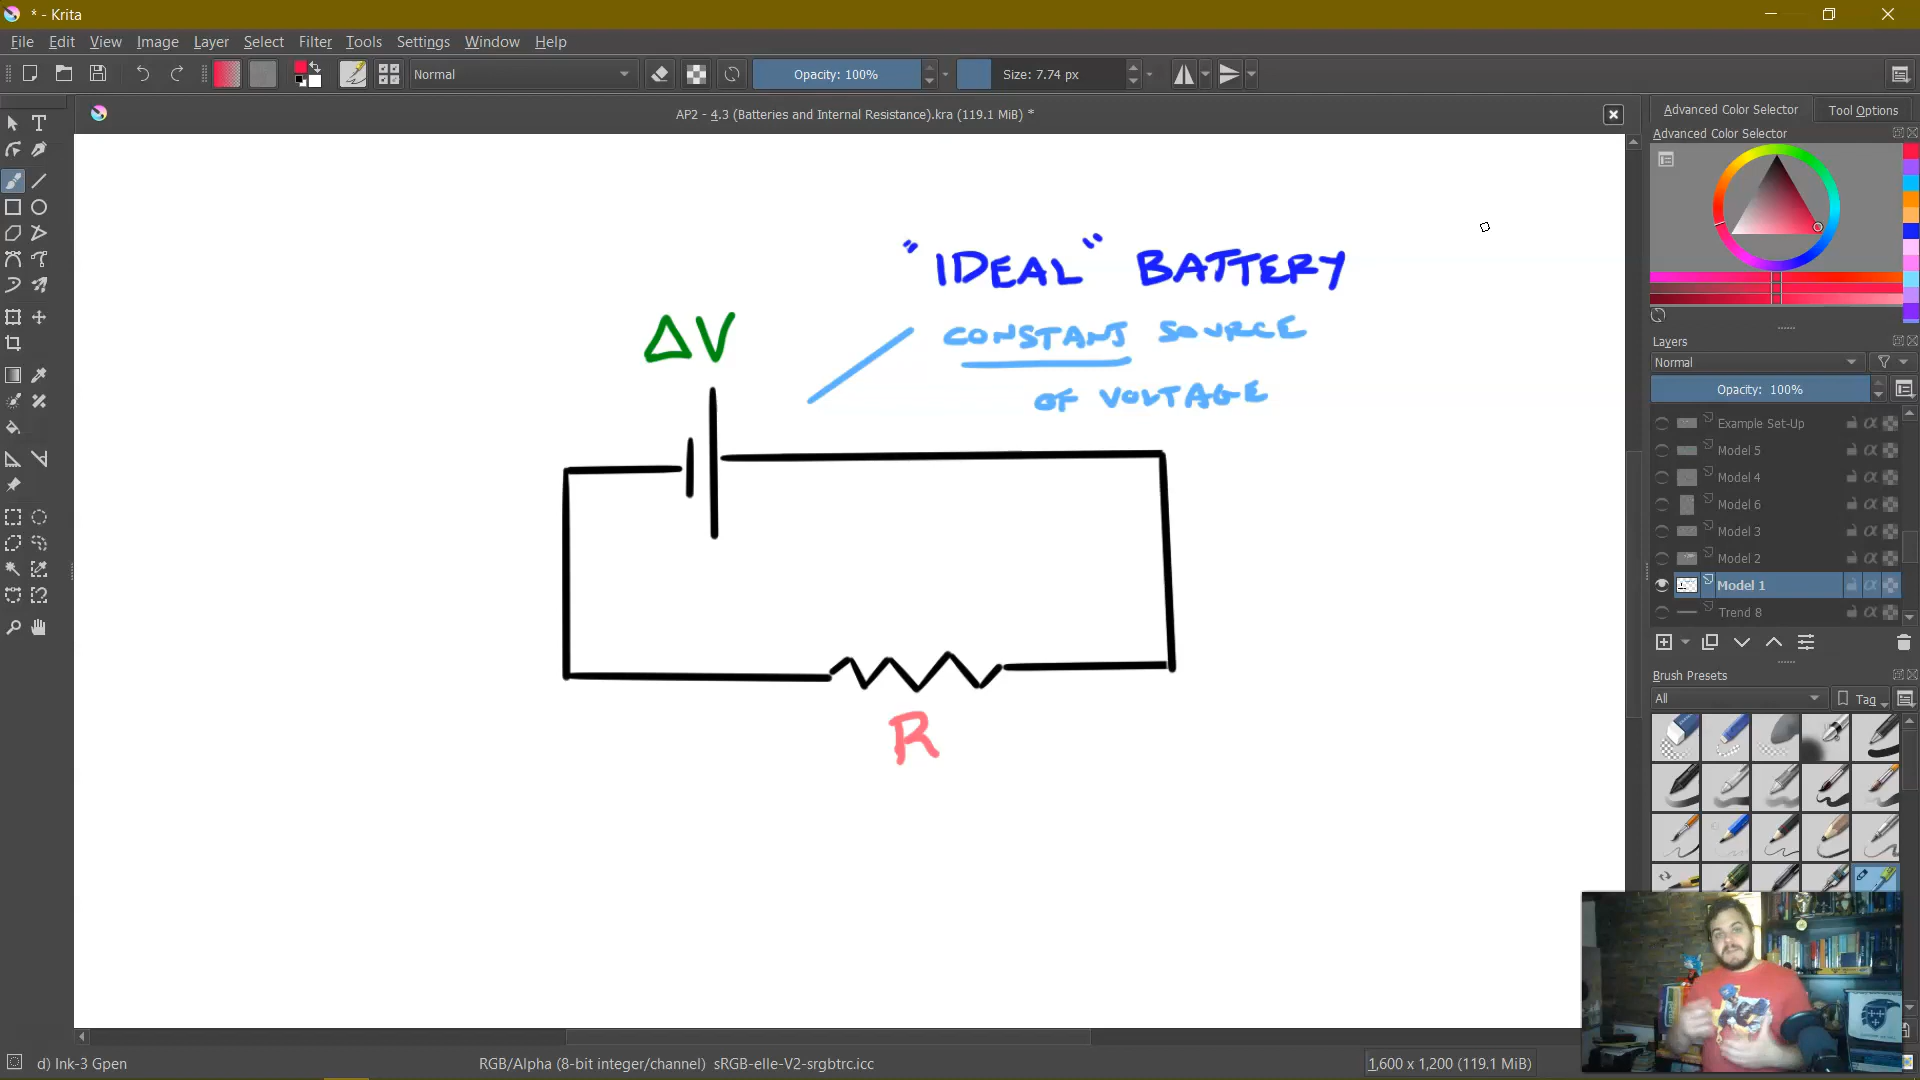 * - Krita
File Edit View Image Layer Select Filter Tools Settings Window Help
Normal
Opacity: 100%
Size: 7.74 px
AP2 - 4.3 (Batteries and Internal Resistance).kra (119.1 MiB) *
Advanced Color Selector
Tool Options
Advanced Color Selector
"IDEAL" BATTERY
CONSTANT SOURCE
OF VOLTAGE
ΔV
R
Layers
Normal
Opacity: 100%
Example Set-Up
Model 5
Model 4
Model 6
Model 3
Model 2
Model 1
Trend 8
Brush Presets
All
Tag
d) Ink-3 Gpen
RGB/Alpha (8-bit integer/channel) sRGB-elle-V2-srgbtrc.icc
1,600 x 1,200 (119.1 MiB)